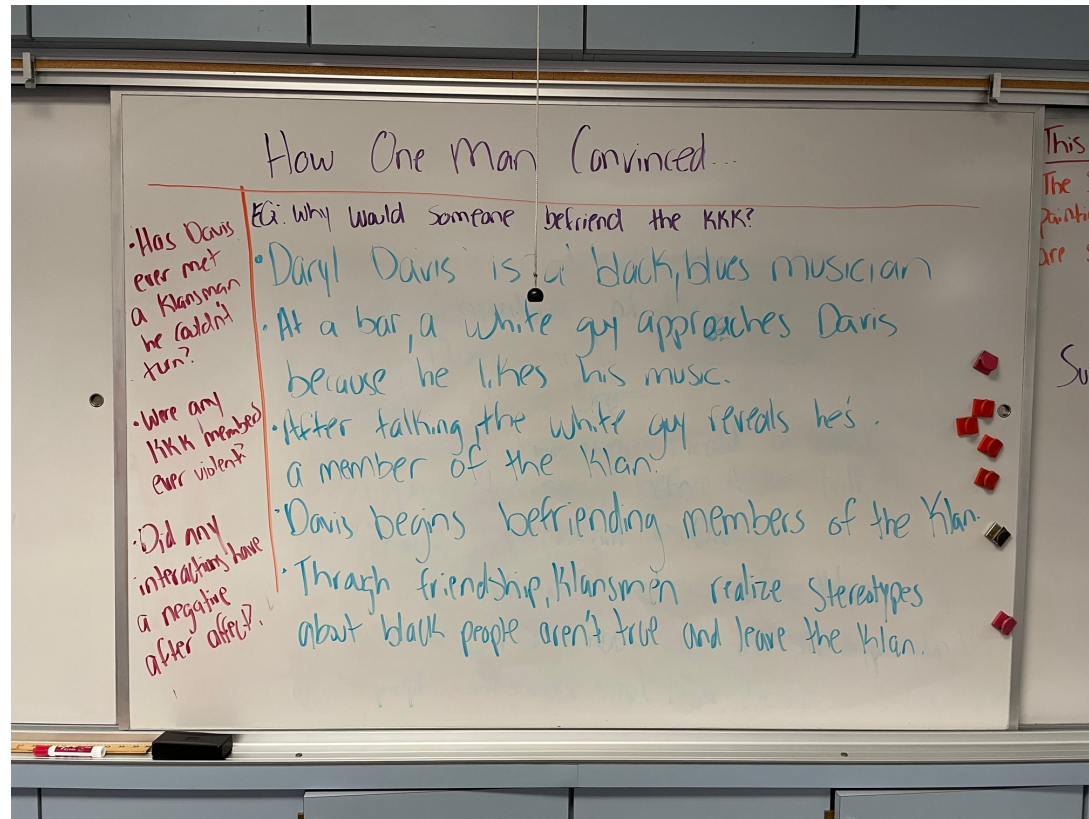 How One Man Convinced...
EQ: Why would someone befriend the KKK?
• Daryl Davis is a black, blues musician
• At a bar, a white guy approaches Davis
because he likes his music.
• After talking, the white guy reveals he's
a member of the Klan.
• Davis begins befriending members of the Klan.
• Through friendship, Klansmen realize stereotypes
about black people aren't true and leave the Klan.
• Has Davis
ever met
a Klansman
he couldn't
turn?
• Were any
KKK members
ever violent?
• Did any
interactions have
a negative
after affect?
This
The
are